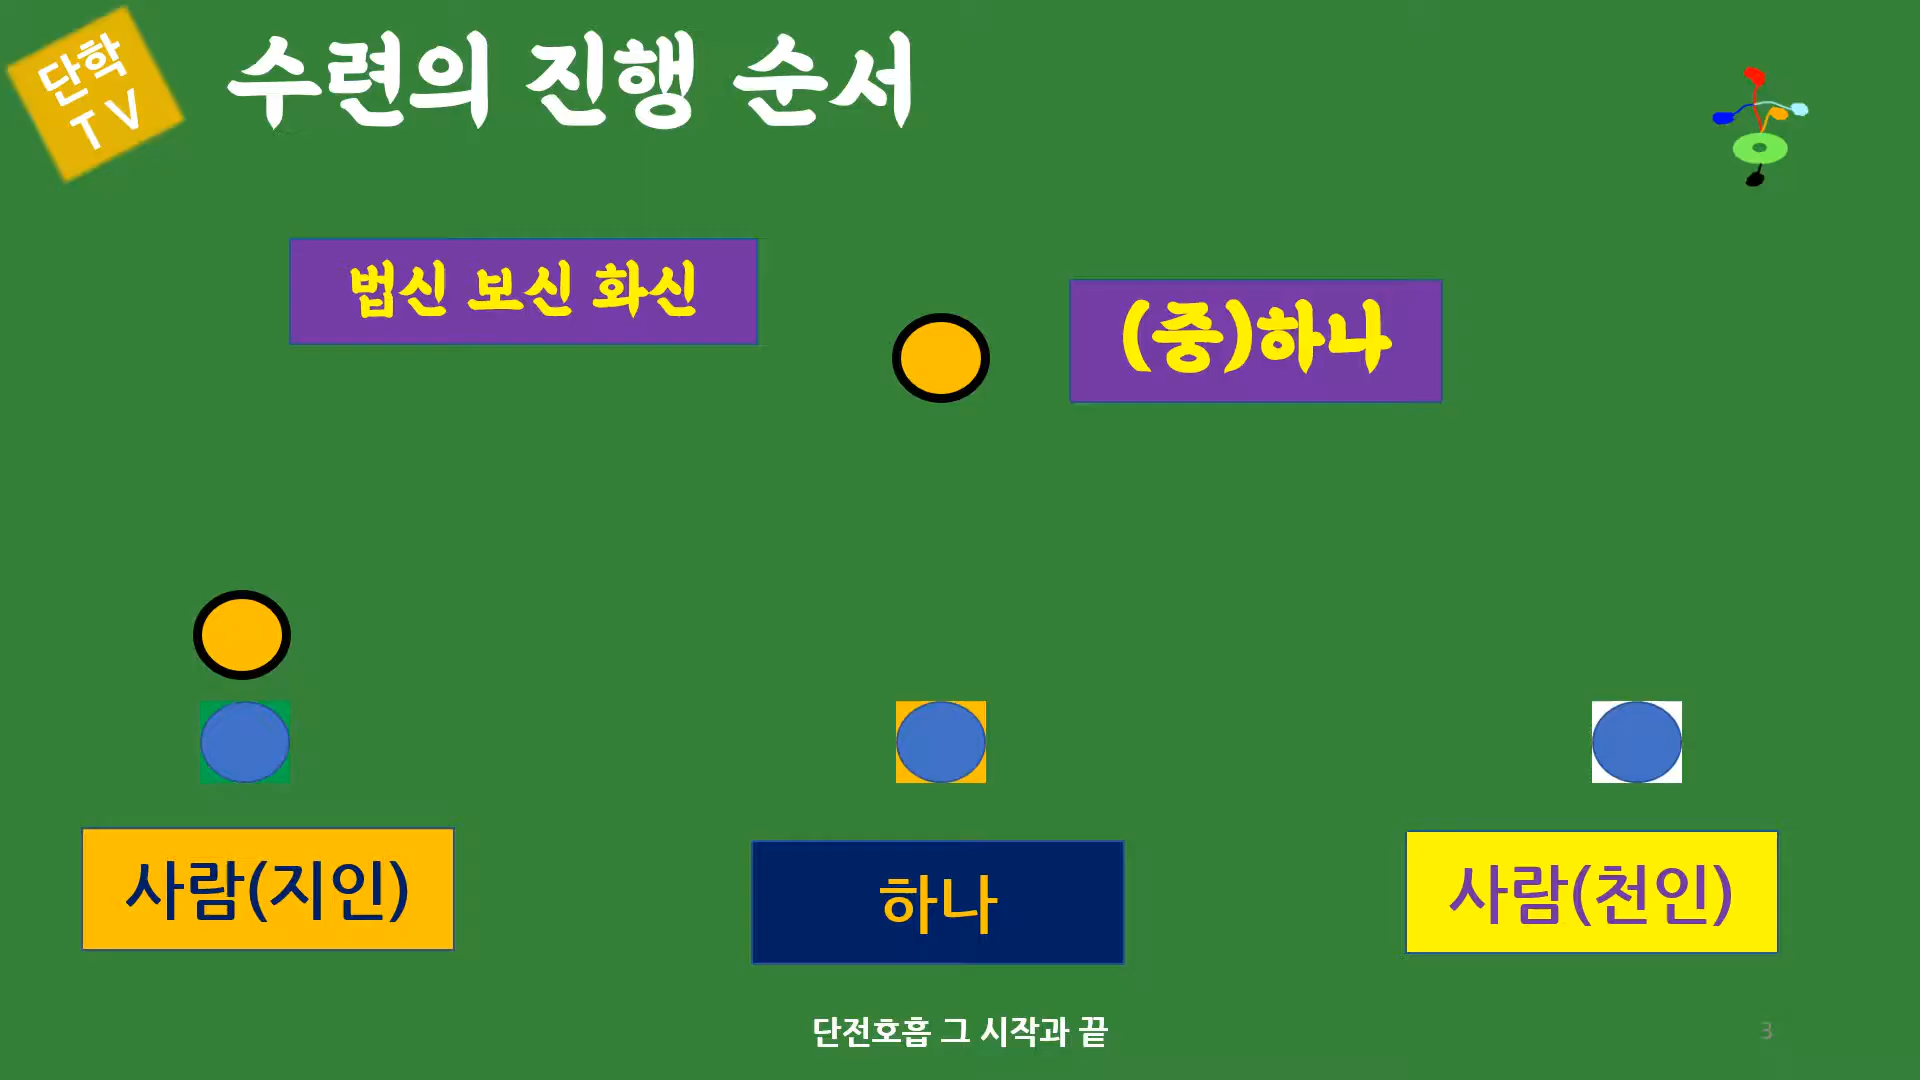 단학
TV
수련의 진행 순서
법신 보신 화신
(중)하나
사람(지인)
하나
사람(천인)
단전호흡 그 시작과 끝
3